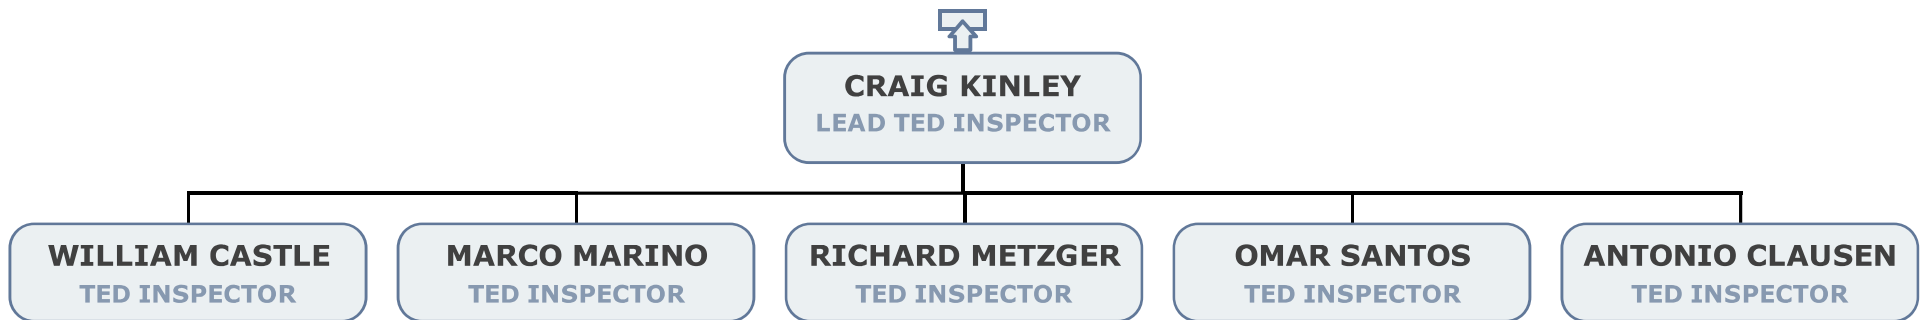 CRAIG KINLEY
LEAD TED INSPECTOR
WILLIAM CASTLE
TED INSPECTOR
MARCO MARINO
TED INSPECTOR
RICHARD METZGER
TED INSPECTOR
OMAR SANTOS
TED INSPECTOR
ANTONIO CLAUSEN
TED INSPECTOR